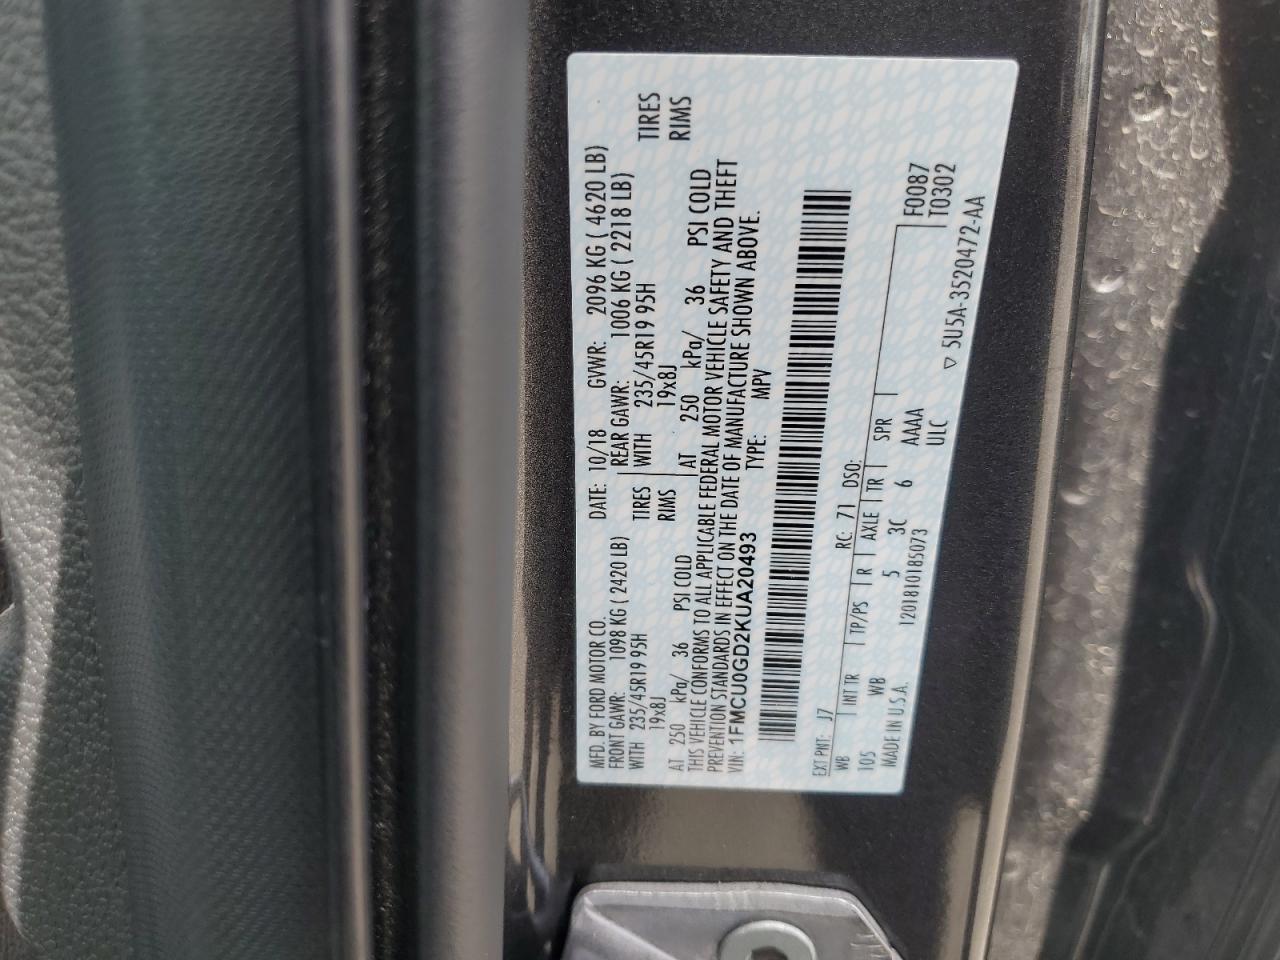 MFD. BY FORD MOTOR CO. DATE: 10/18 GVWR: 2096 KG ( 4620 LB)
FRONT GAWR: 1098 KG ( 2420 LB) REAR GAWR: 1006 KG ( 2218 LB)
WITH 235/45R19 95H TIRES WITH 235/45R19 95H TIRES
19x8J RIMS 19x8J RIMS
AT 250 kPa/ 36 PSI COLD AT 250 kPa/ 36 PSI COLD
THIS VEHICLE CONFORMS TO ALL APPLICABLE FEDERAL MOTOR VEHICLE SAFETY AND THEFT
PREVENTION STANDARDS IN EFFECT ON THE DATE OF MANUFACTURE SHOWN ABOVE.
VIN: 1FMCU0GD2KUA20493 TYPE: MPV
EXT PNT: J7 RC: 71 DSO:
WB INT TR TP/PS R AXLE TR SPR F0087
105 WB 5 3C 6 AAAA T0302
MADE IN U.S.A. 1201810185073 ULC
▽ 5U5A-3520472-AA